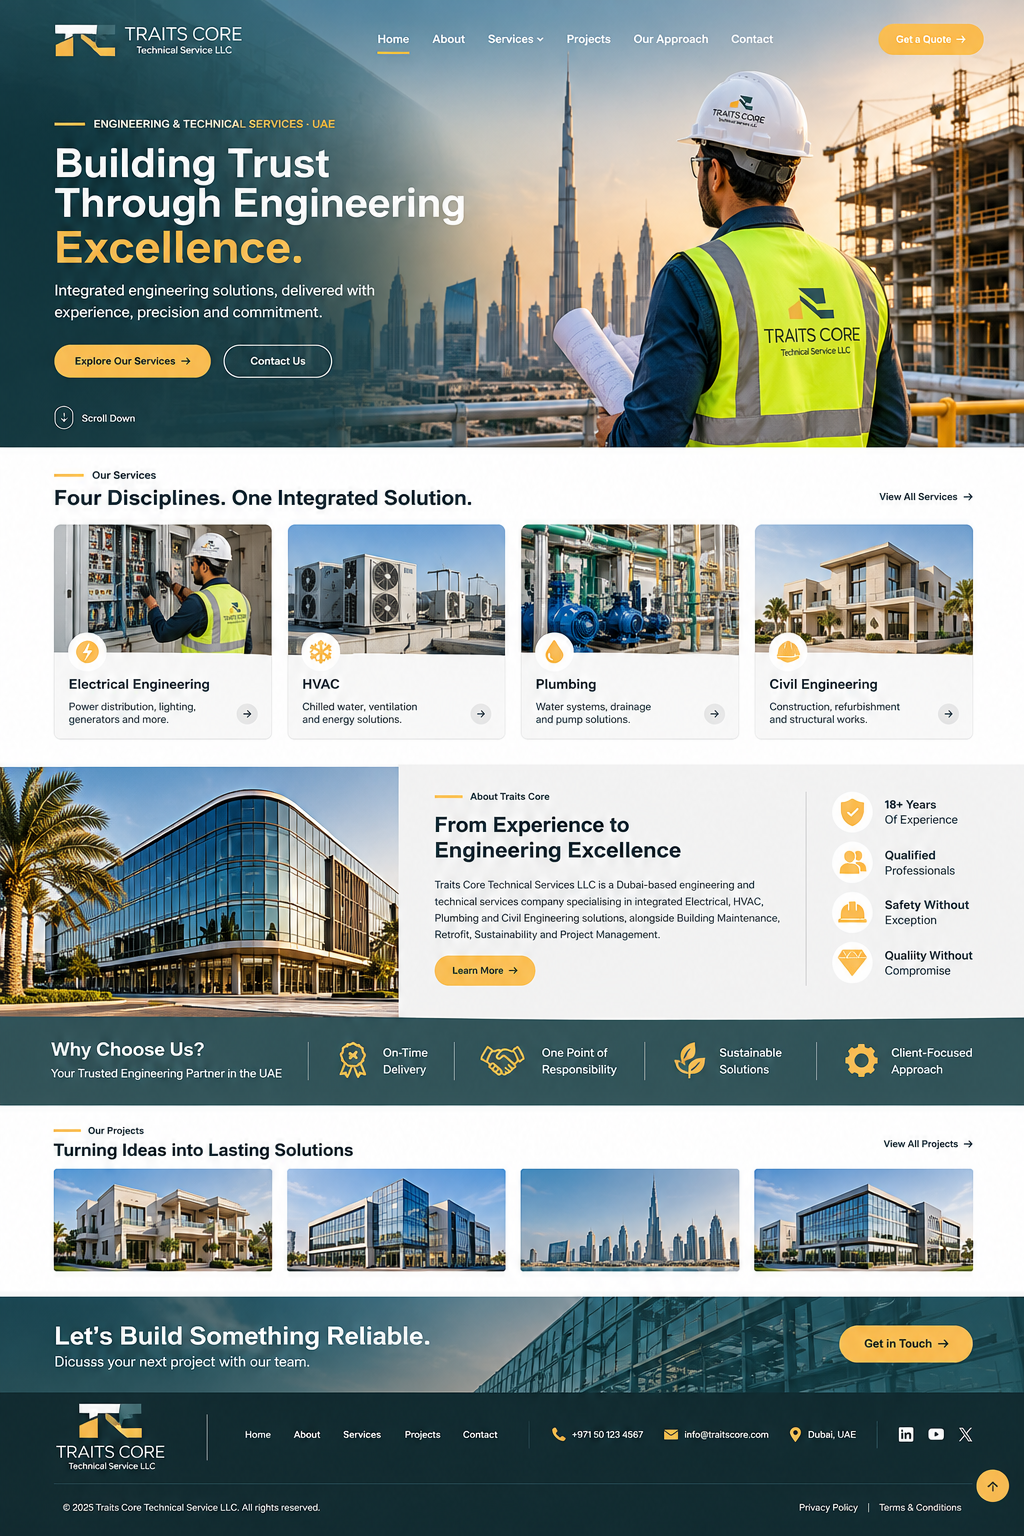 TRAITS CORE
Technical Service LLC
Home
About
Services
Projects
Our Approach
Contact
Get a Quote
ENGINEERING & TECHNICAL SERVICES · UAE
Building Trust
Through Engineering
Excellence.
Integrated engineering solutions, delivered with
experience, precision and commitment.
Explore Our Services
Contact Us
Scroll Down
TRAITS CORE
TRAITS CORE
Technical Service LLC
Our Services
Four Disciplines. One Integrated Solution.
View All Services
TRAITS CORE
Electrical Engineering
Power distribution, lighting,
generators and more.
HVAC
Chilled water, ventilation
and energy solutions.
Plumbing
Water systems, drainage
and pump solutions.
Civil Engineering
Construction, refurbishment
and structural works.
About Traits Core
From Experience to
Engineering Excellence
Traits Core Technical Services LLC is a Dubai-based engineering and
technical services company specialising in integrated Electrical, HVAC,
Plumbing and Civil Engineering solutions, alongside Building Maintenance,
Retrofit, Sustainability and Project Management.
Learn More
18+ Years
Of Experience
Qualified
Professionals
Safety Without
Exception
Qualiity Without
Compromise
Why Choose Us?
Your Trusted Engineering Partner in the UAE
On-Time
Delivery
One Point of
Responsibility
Sustainable
Solutions
Client-Focused
Approach
Our Projects
Turning Ideas into Lasting Solutions
View All Projects
Let's Build Something Reliable.
Dicusss your next project with our team.
Get in Touch
TRAITS CORE
Technical Service LLC
Home
About
Services
Projects
Contact
+971 50 123 4567
info@traitscore.com
Dubai, UAE
© 2025 Traits Core Technical Service LLC. All rights reserved.
Privacy Policy
Terms & Conditions